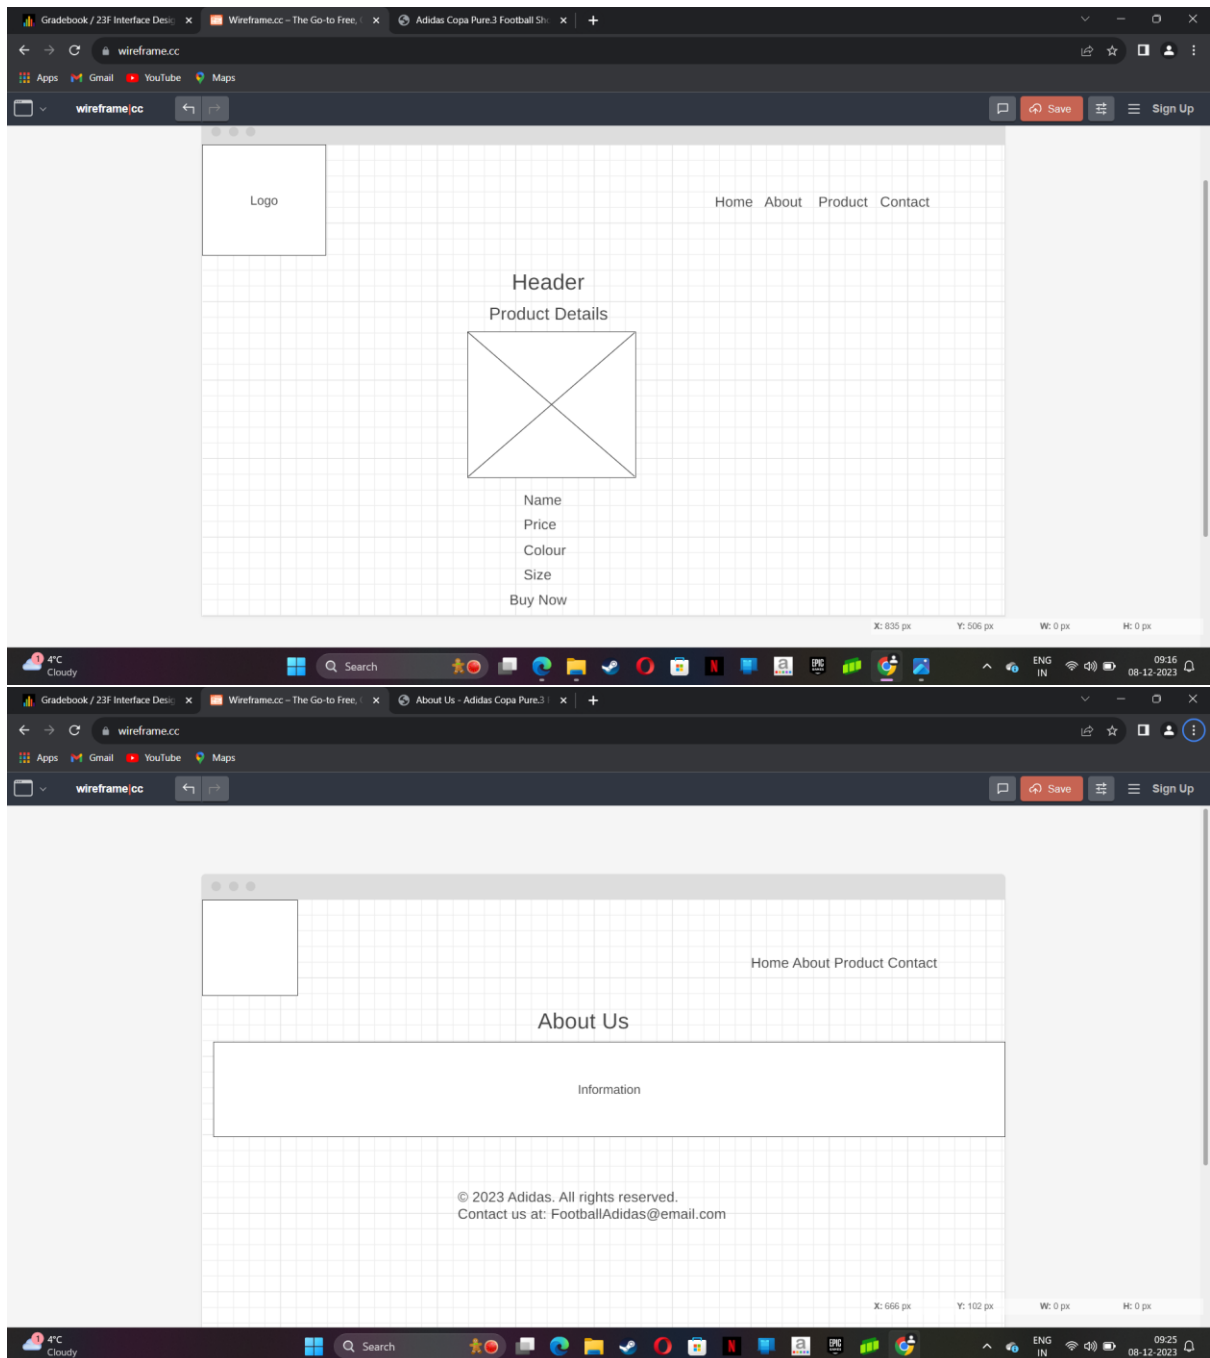 Gradebook / 23F Interface Desig
Wireframe.cc – The Go-to Free,
Adidas Copa Pure.3 Football Sho
wireframe.cc
Apps Gmail YouTube Maps
wireframe|cc Save Sign Up
Logo
Home About Product Contact
Header
Product Details
Name
Price
Colour
Size
Buy Now
X: 835 px Y: 506 px W: 0 px H: 0 px
1 4°C
Cloudy
Search
ENG
IN
09:16
08-12-2023
Gradebook / 23F Interface Desig
Wireframe.cc – The Go-to Free,
About Us - Adidas Copa Pure.3
wireframe.cc
Apps Gmail YouTube Maps
wireframe|cc Save Sign Up
Home About Product Contact
About Us
Information
© 2023 Adidas. All rights reserved.
Contact us at: FootballAdidas@email.com
X: 666 px Y: 102 px W: 0 px H: 0 px
1 4°C
Cloudy
Search
ENG
IN
09:25
08-12-2023